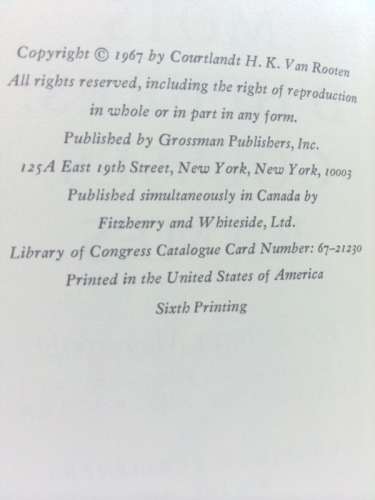 Copyright © 1967 by Courtlandt H. K. Van Rooten
All rights reserved, including the right of reproduction
in whole or in part in any form.
Published by Grossman Publishers, Inc.
125A East 19th Street, New York, New York, 10003
Published simultaneously in Canada by
Fitzhenry and Whiteside, Ltd.
Library of Congress Catalogue Card Number: 67-21230
Printed in the United States of America
Sixth Printing